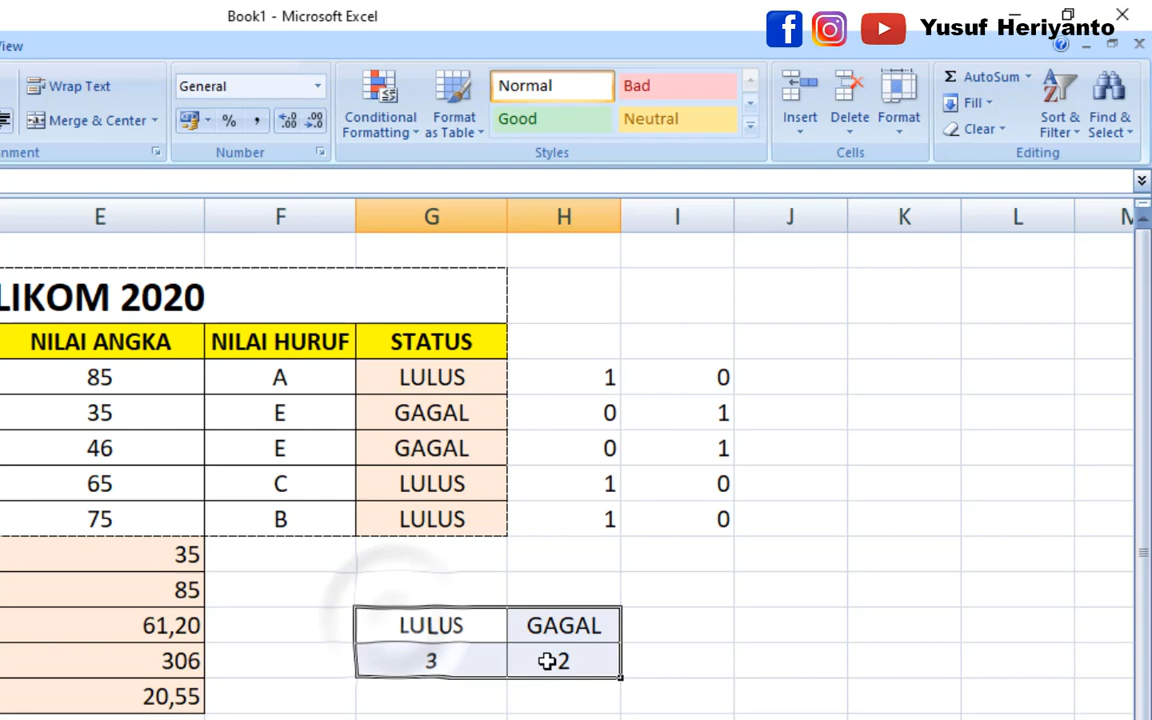 Book1 - Microsoft Excel
Yusuf Heriyanto
View
Wrap Text
General
Normal
Bad
AutoSum
Fill
Clear
Merge & Center
%
,
Conditional Formatting
Format as Table
Good
Neutral
Insert
Delete
Format
Sort & Filter
Find & Select
Number
Styles
Cells
Editing
E F G H I J K L M
LIKOM 2020
NILAI ANGKA NILAI HURUF STATUS
85 A LULUS 1 0
35 E GAGAL 0 1
46 E GAGAL 0 1
65 C LULUS 1 0
75 B LULUS 1 0
35
85
61,20 LULUS GAGAL
306 3 2
20,55